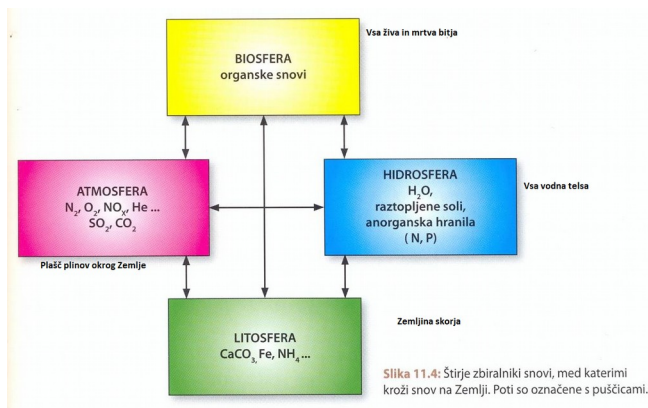 Vsa živa in mrtva bitja
BIOSFERA
organske snovi
ATMOSFERA
N₂, O₂, NOₓ, He ...
SO₂, CO₂
Plašč plinov okrog Zemlje
HIDROSFERA
H₂O,
raztopljene soli,
anorganska hranila
( N, P)
Vsa vodna telsa
LITOSFERA
CaCO₃, Fe, NH₄ ...
Zemljina skorja
Slika 11.4: Štirje zbiralniki snovi, med katerimi
kroži snov na Zemlji. Poti so označene s puščicami.